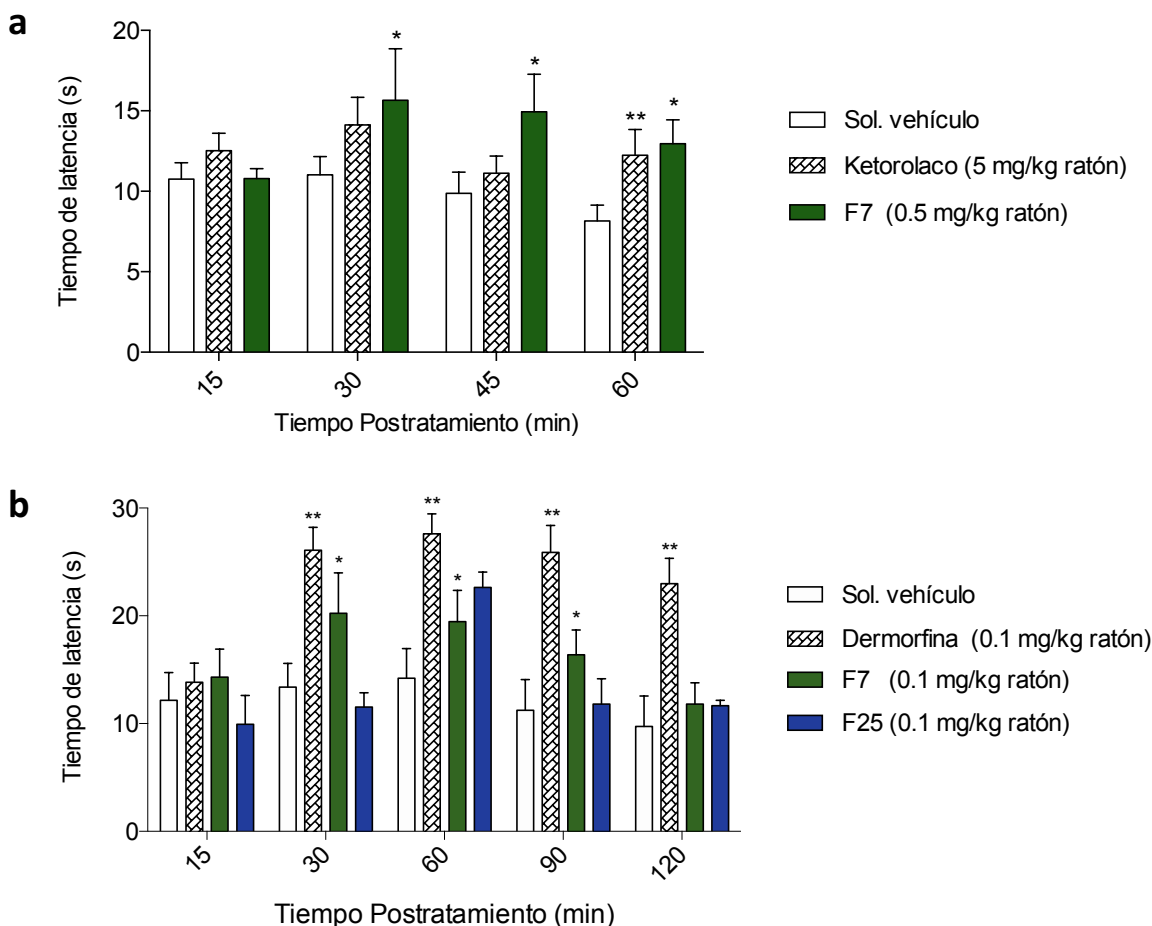 a
Tiempo de latencia (s)
20
15
10
5
0
* * ** *
15 30 45 60
Tiempo Postratamiento (min)
Sol. vehículo
Ketorolaco (5 mg/kg ratón)
F7 (0.5 mg/kg ratón)
b
Tiempo de latencia (s)
30
20
10
0
** * ** * ** * **
15 30 60 90 120
Tiempo Postratamiento (min)
Sol. vehículo
Dermorfina (0.1 mg/kg ratón)
F7 (0.1 mg/kg ratón)
F25 (0.1 mg/kg ratón)